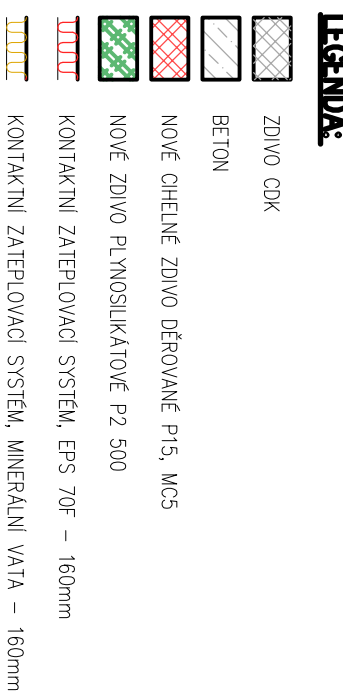 LEGENDA:
ZDIVO CDK
BETON
NOVÉ CIHELNÉ ZDIVO DĚROVANÉ P15, MC5
NOVÉ ZDIVO PLYNOSILIKÁTOVÉ P2 500
KONTAKTNÍ ZATEPLOVACÍ SYSTÉM, EPS 70F – 160mm
KONTAKTNÍ ZATEPLOVACÍ SYSTÉM, MINERÁLNÍ VATA – 160mm